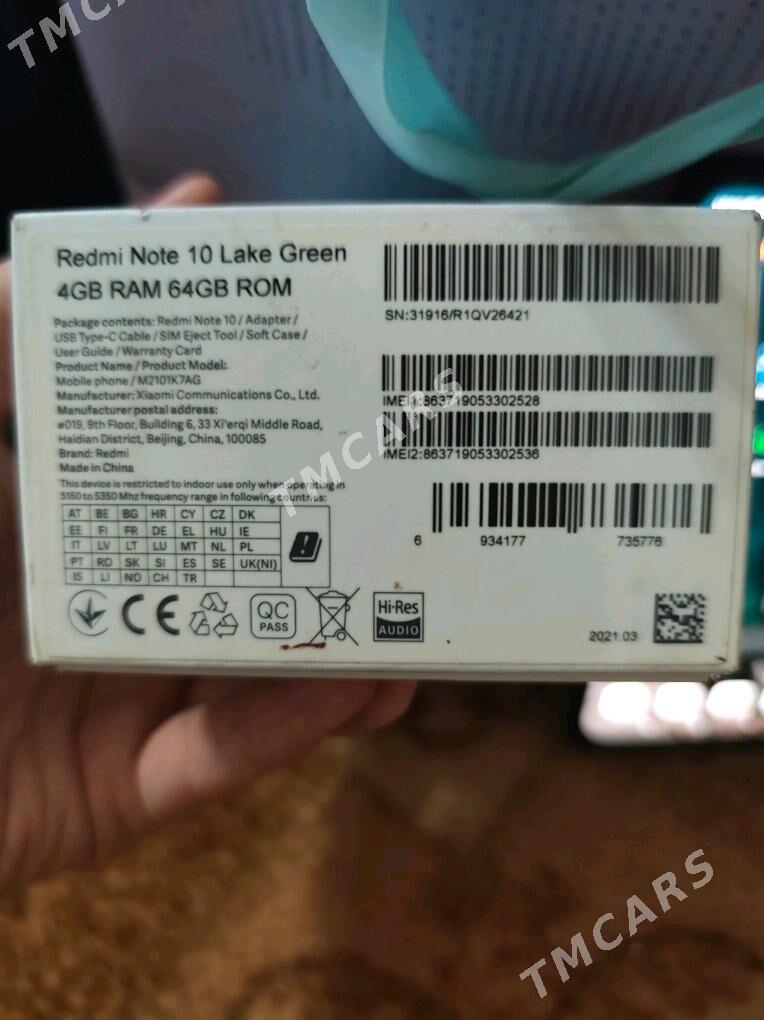 TMCARS
Redmi Note 10 Lake Green
4GB RAM 64GB ROM
Package contents: Redmi Note 10 / Adapter /
USB Type-C Cable / SIM Eject Tool / Soft Case /
User Guide / Warranty Card
Product Name / Product Model:
Mobile phone / M2101K7AG
Manufacturer: Xiaomi Communications Co., Ltd.
Manufacturer postal address:
#019, 9th Floor, Building 6, 33 Xi'erqi Middle Road,
Haidian District, Beijing, China, 100085
Brand: Redmi
Made in China
This device is restricted to indoor use only when operating in
5150 to 5350 Mhz frequency range in following countries:
AT BE BG HR CY CZ DK
EE FI FR DE EL HU IE
IT LV LT LU MT NL PL
PT RO SK SI ES SE UK(NI)
IS LI NO CH TR
CE
QC
PASS
Hi-Res
AUDIO
SN:31916/R1QV26421
IMEI1:863719053302528
IMEI2:863719053302536
6 934177 735776
2021.03
TMCARS
TMCARS